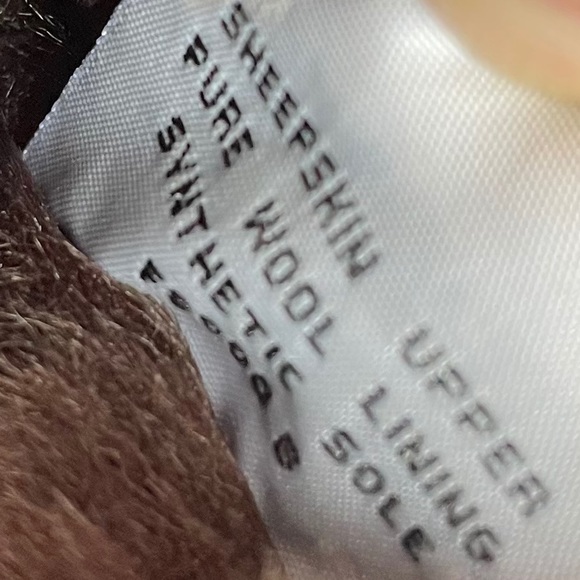 SHEEPSKIN UPPER
PURE WOOL LINING
SYNTHETIC SOLE